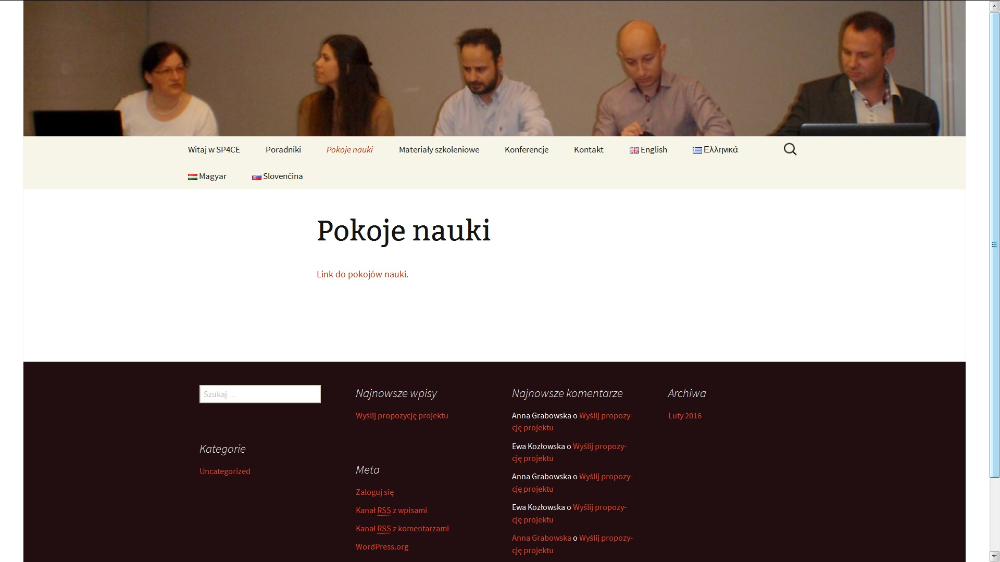 Witaj w SP4CE Poradniki Pokoje nauki Materiały szkoleniowe Konferencje Kontakt English Ελληνικά
Magyar Slovenčina
Pokoje nauki
Link do pokojów nauki.
Szukaj …
Kategorie
Uncategorized
Najnowsze wpisy
Wyślij propozycję projektu
Meta
Zaloguj się
Kanał RSS z wpisami
Kanał RSS z komentarzami
WordPress.org
Najnowsze komentarze
Anna Grabowska o Wyślij propozy-
cję projektu
Ewa Kozłowska o Wyślij propozy-
cję projektu
Anna Grabowska o Wyślij propozy-
cję projektu
Ewa Kozłowska o Wyślij propozy-
cję projektu
Anna Grabowska o Wyślij propozy-
cję projektu
Archiwa
Luty 2016